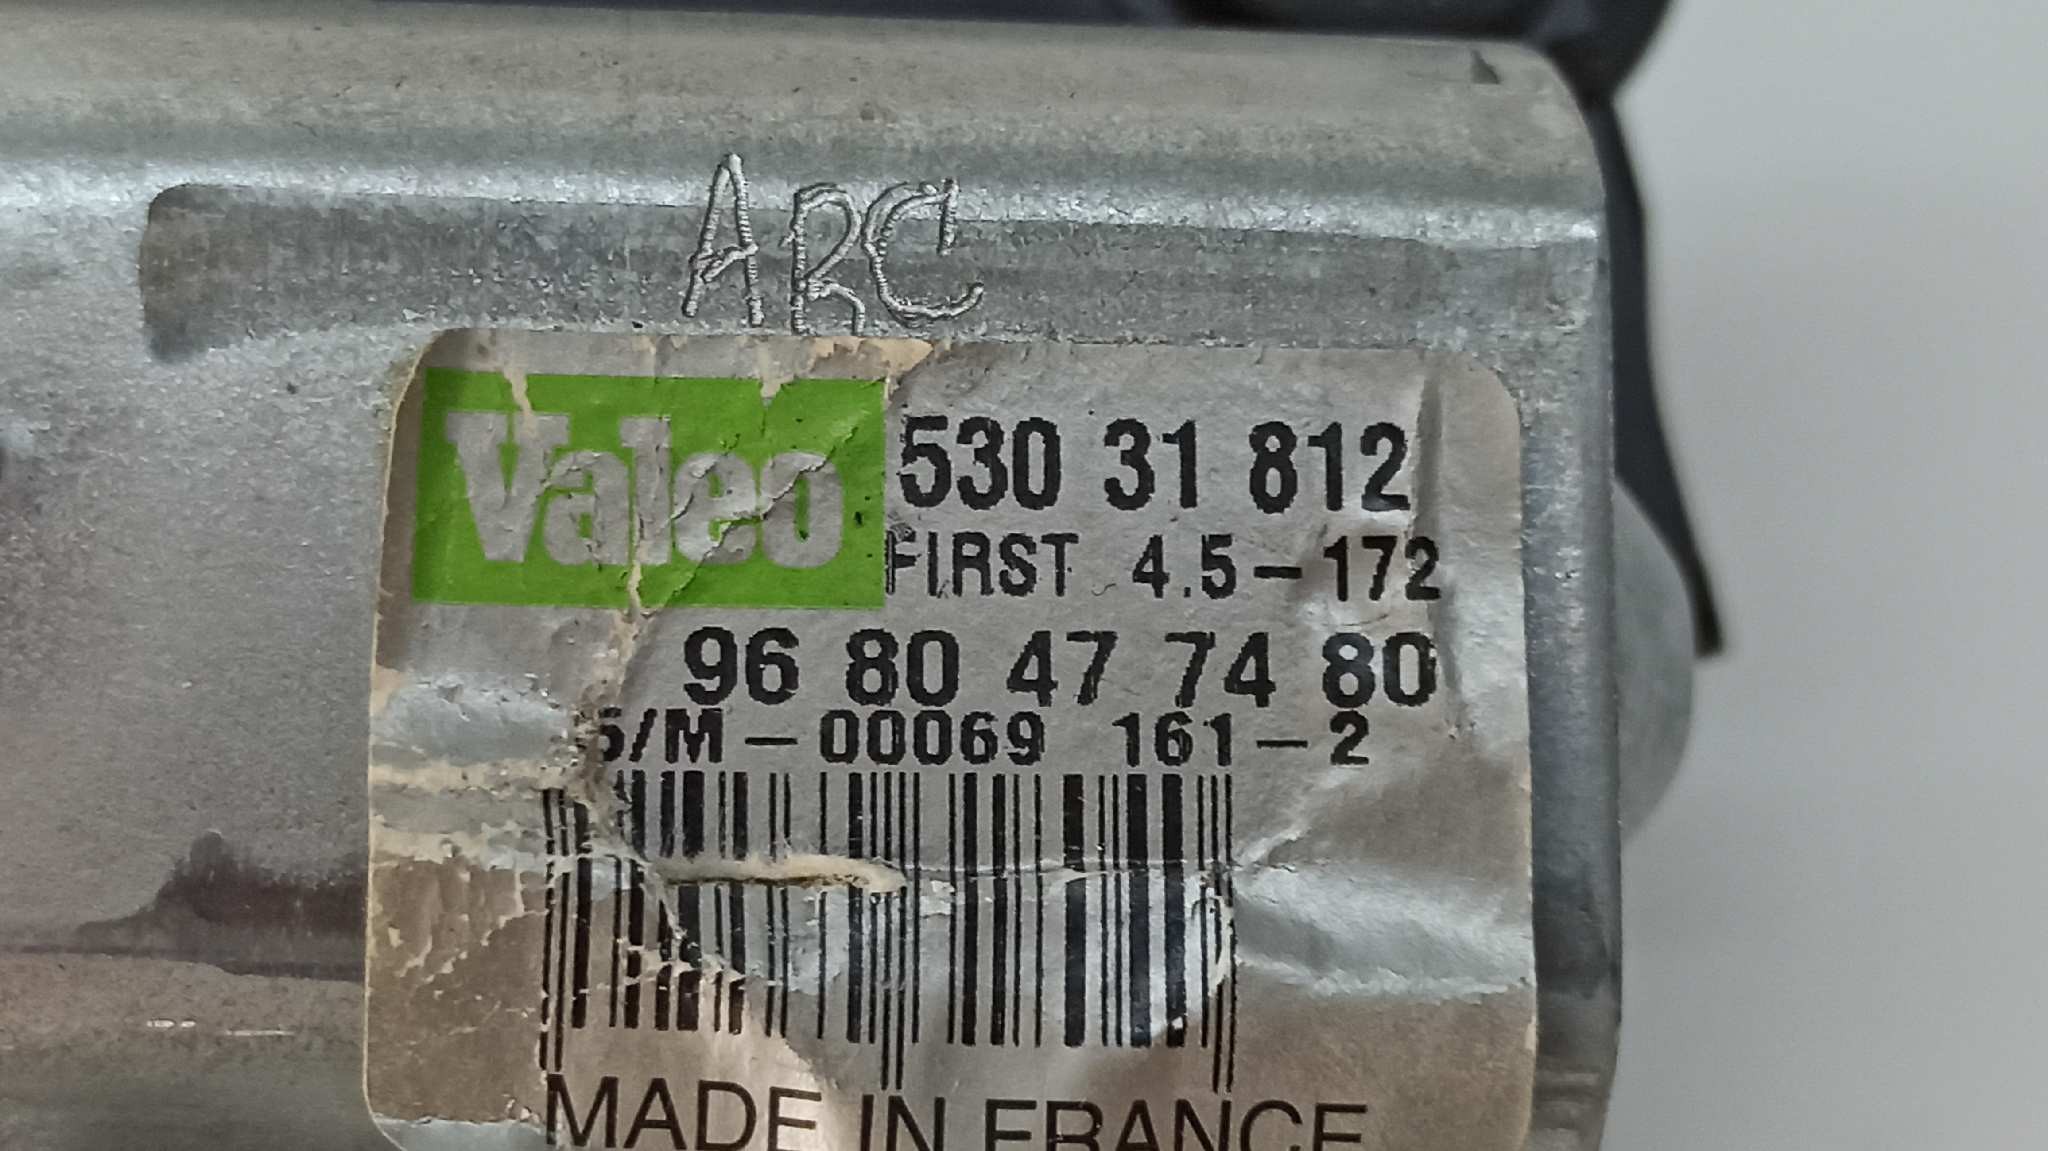 ARC
Valeo
530 31 812
FIRST 4.5-172
96 80 47 74 80
5/M-00069 161-2
MADE IN FRANCE